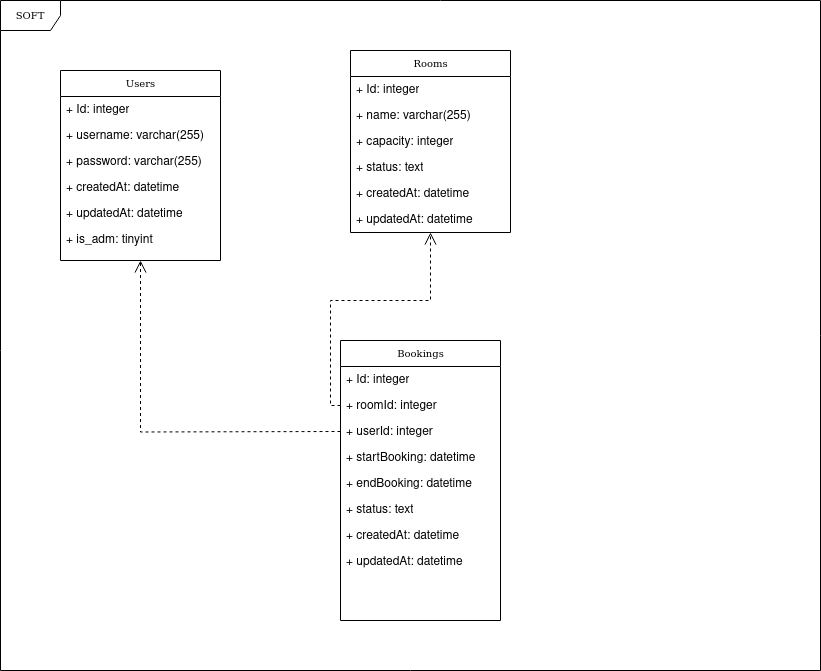 SOFT
Users
+ Id: integer
+ username: varchar(255)
+ password: varchar(255)
+ createdAt: datetime
+ updatedAt: datetime
+ is_adm: tinyint
Rooms
+ Id: integer
+ name: varchar(255)
+ capacity: integer
+ status: text
+ createdAt: datetime
+ updatedAt: datetime
Bookings
+ Id: integer
+ roomId: integer
+ userId: integer
+ startBooking: datetime
+ endBooking: datetime
+ status: text
+ createdAt: datetime
+ updatedAt: datetime